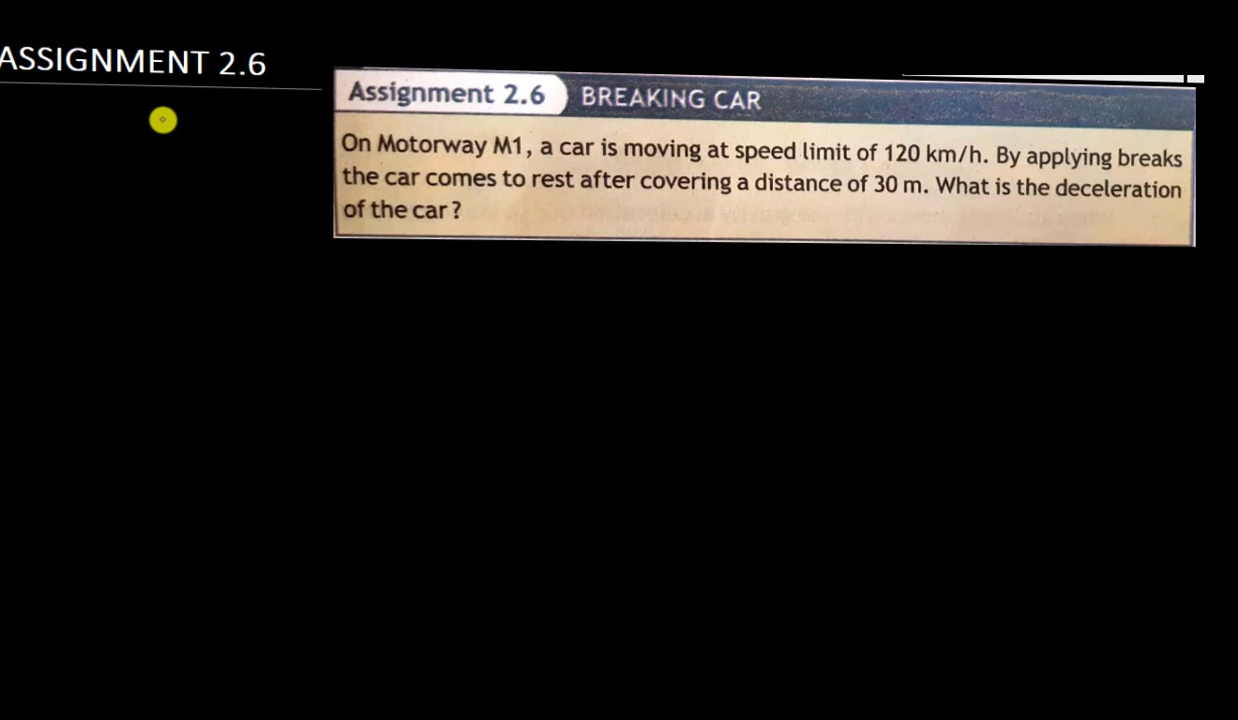 ASSIGNMENT 2.6
Assignment 2.6 BREAKING CAR
On Motorway M1, a car is moving at speed limit of 120 km/h. By applying breaks
the car comes to rest after covering a distance of 30 m. What is the deceleration
of the car?